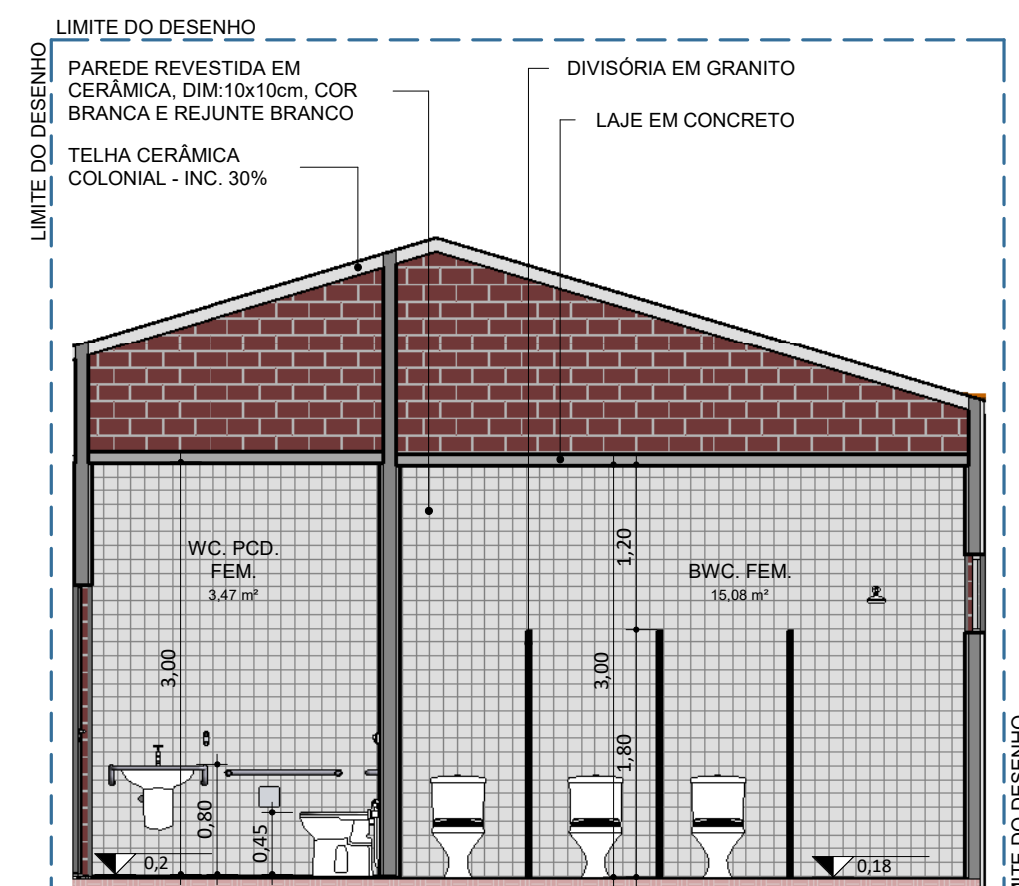 LIMITE DO DESENHO
LIMITE DO DESENHO
PAREDE REVESTIDA EM
CERÂMICA, DIM:10x10cm, COR
BRANCA E REJUNTE BRANCO
TELHA CERÂMICA
COLONIAL - INC. 30%
DIVISÓRIA EM GRANITO
LAJE EM CONCRETO
WC. PCD.
FEM.
3,47 m²
3,00
0,80
0,45
0,2
1,20
BWC. FEM.
15,08 m²
3,00
1,80
0,18
DO DESENHO